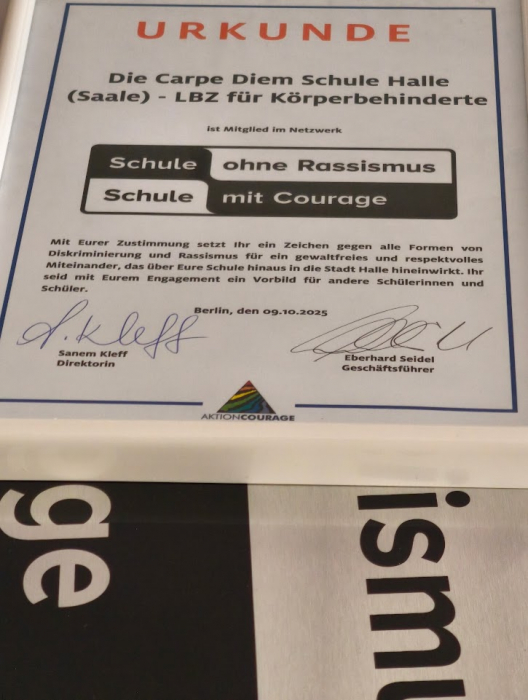 URKUNDE
Die Carpe Diem Schule Halle
(Saale) - LBZ für Körperbehinderte
ist Mitglied im Netzwerk
Schule ohne Rassismus
Schule mit Courage
Mit Eurer Zustimmung setzt Ihr ein Zeichen gegen alle Formen von
Diskriminierung und Rassismus für ein gewaltfreies und respektvolles
Miteinander, das über Eure Schule hinaus in die Stadt Halle hineinwirkt. Ihr
seid mit Eurem Engagement ein Vorbild für andere Schülerinnen und
Schüler.
Berlin, den 09.10.2025
S. Kleff
Sanem Kleff
Direktorin
Eberhard Seidel
Geschäftsführer
AKTIONCOURAGE
ge
ismu